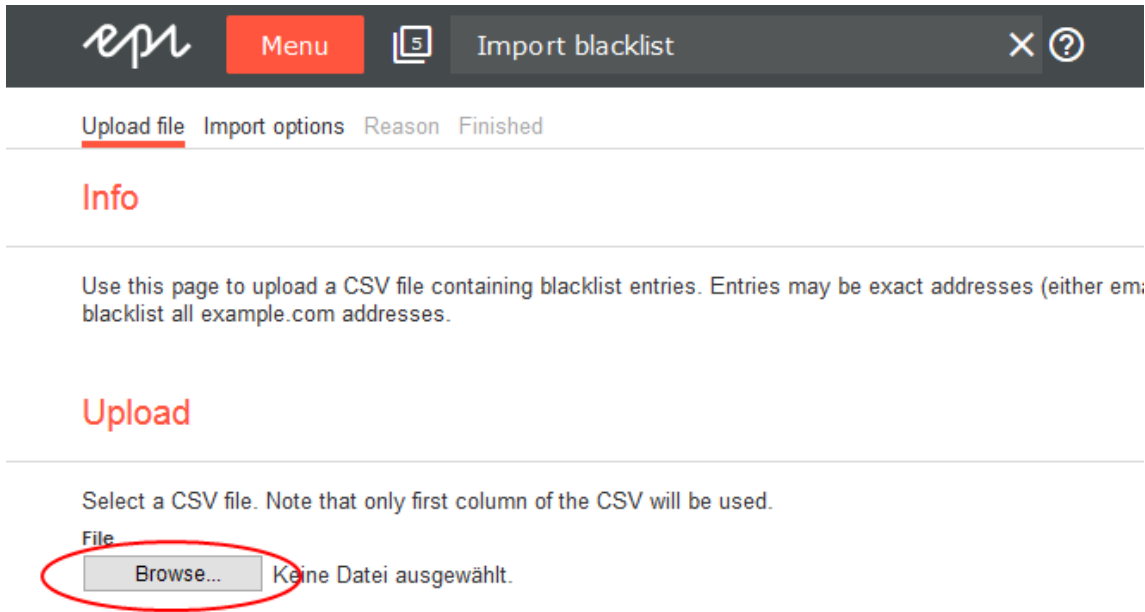 epi Menu 5 Import blacklist
Upload file Import options Reason Finished
Info
Use this page to upload a CSV file containing blacklist entries. Entries may be exact addresses (either
blacklist all example.com addresses.
Upload
Select a CSV file. Note that only first column of the CSV will be used.
File
Browse... Keine Datei ausgewählt.